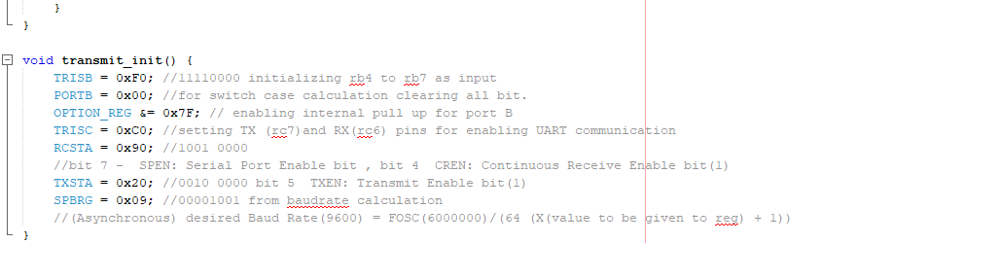 }
}
void transmit_init() {
TRISB = 0xF0; //11110000 initializing rb4 to rb7 as input
PORTB = 0x00; //for switch case calculation clearing all bit.
OPTION_REG &= 0x7F; // enabling internal pull up for port B
TRISC = 0xC0; //setting TX (rc7)and RX(rc6) pins for enabling UART communication
RCSTA = 0x90; //1001 0000
//bit 7 -  SPEN: Serial Port Enable bit , bit 4  CREN: Continuous Receive Enable bit(1)
TXSTA = 0x20; //0010 0000 bit 5  TXEN: Transmit Enable bit(1)
SPBRG = 0x09; //00001001 from baudrate calculation
//(Asynchronous) desired Baud Rate(9600) = FOSC(6000000)/(64 (X(value to be given to reg) + 1))
}